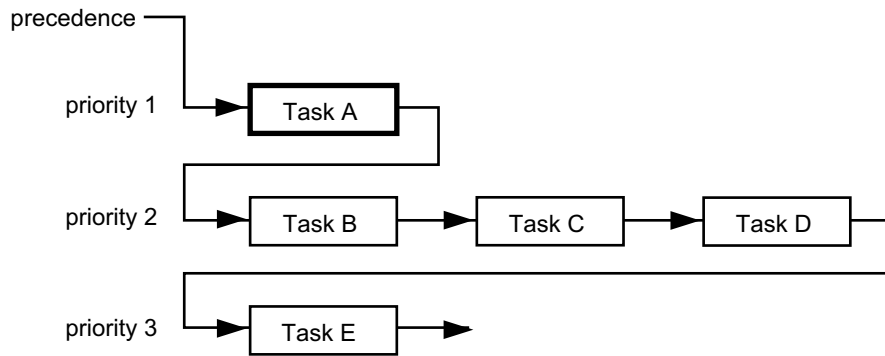 precedence
priority 1
Task A
priority 2
Task B
Task C
Task D
priority 3
Task E